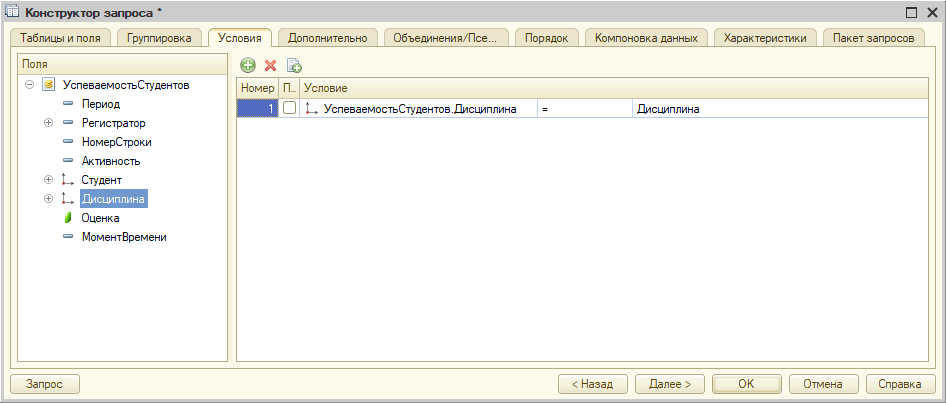 Конструктор запроса *
Таблицы и поля Группировка Условия Дополнительно Объединения/Псе... Порядок Компоновка данных Характеристики Пакет запросов
Поля
УспеваемостьСтудентов
Период
Регистратор
НомерСтроки
Активность
Студент
Дисциплина
Оценка
МоментВремени
Номер П... Условие
1 УспеваемостьСтудентов.Дисциплина = Дисциплина
Запрос < Назад Далее > OK Отмена Справка